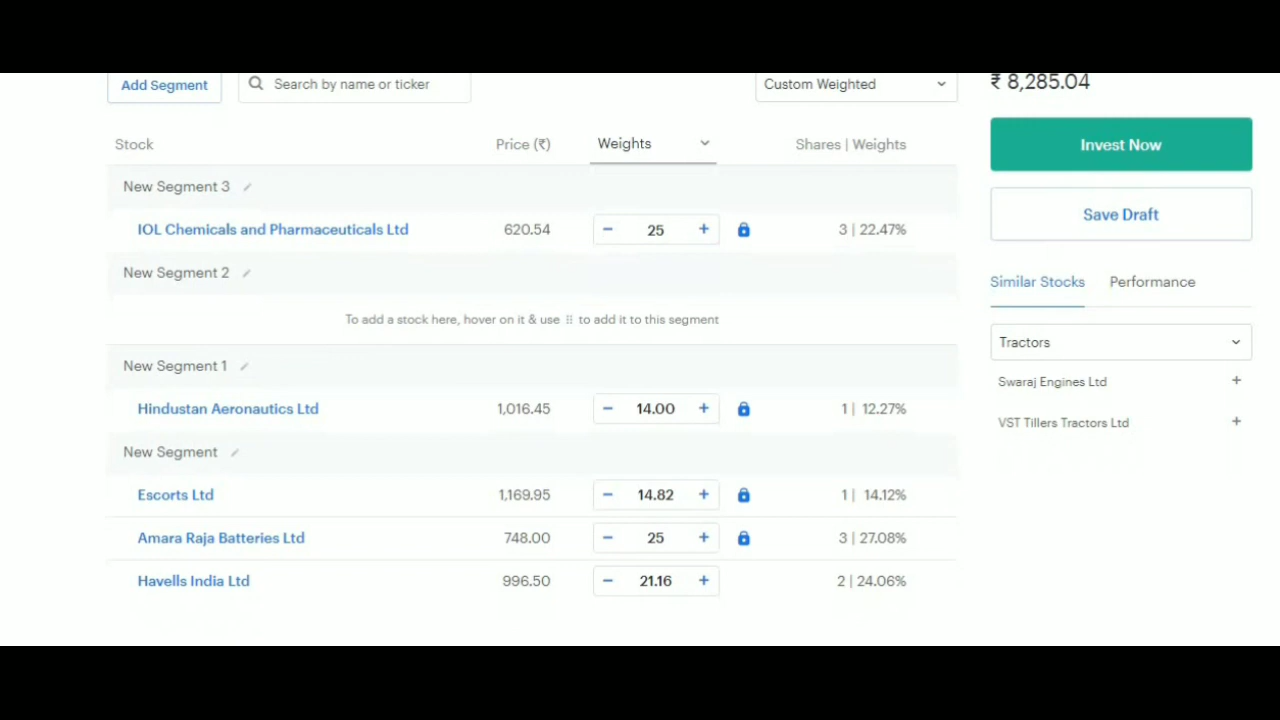 Add Segment Search by name or ticker Custom Weighted ₹ 8,285.04
Stock Price (₹) Weights Shares | Weights
New Segment 3
IOL Chemicals and Pharmaceuticals Ltd 620.54 − 25 + 3 | 22.47%
New Segment 2
To add a stock here, hover on it & use ⠿ to add it to this segment
New Segment 1
Hindustan Aeronautics Ltd 1,016.45 − 14.00 + 1 | 12.27%
New Segment
Escorts Ltd 1,169.95 − 14.82 + 1 | 14.12%
Amara Raja Batteries Ltd 748.00 − 25 + 3 | 27.08%
Havells India Ltd 996.50 − 21.16 + 2 | 24.06%
Invest Now
Save Draft
Similar Stocks Performance
Tractors
Swaraj Engines Ltd +
VST Tillers Tractors Ltd +